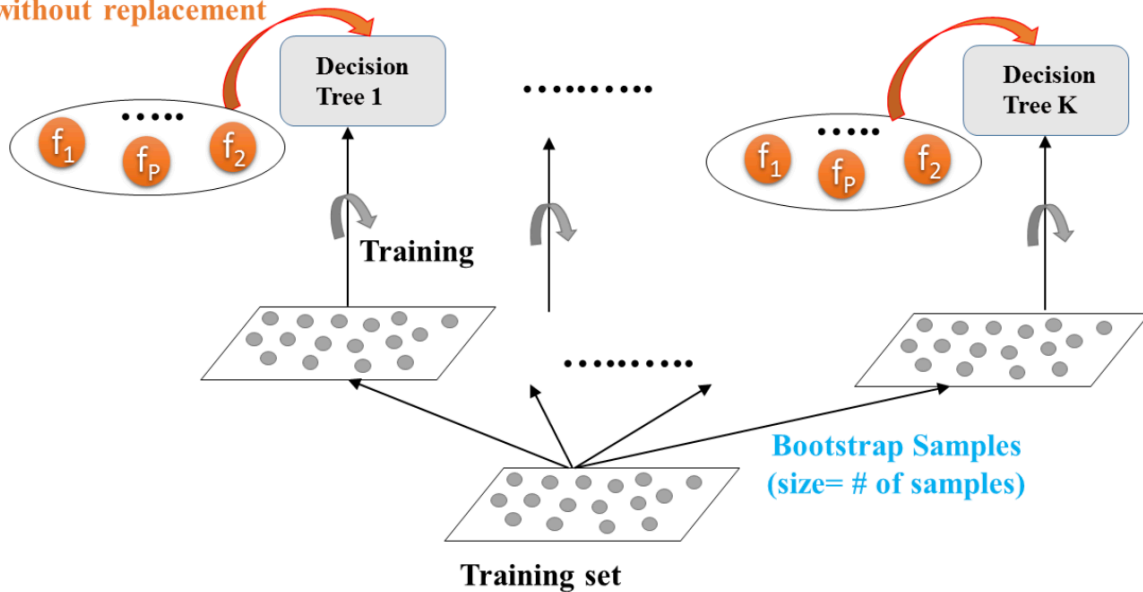 without replacement
Decision
Tree 1
Decision
Tree K
f1
fP
f2
f1
fP
f2
Training
Bootstrap Samples
(size= # of samples)
Training set